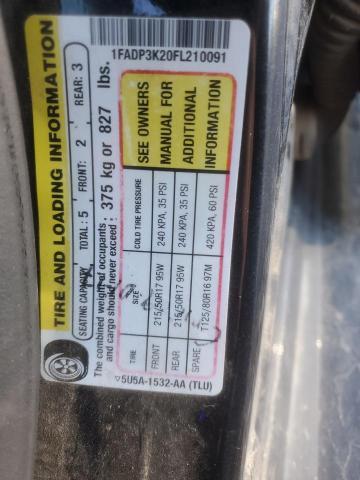 TIRE AND LOADING INFORMATION
SEATING CAPACITY TOTAL: 5 FRONT: 2 REAR: 3
The combined weight of occupants
and cargo should never exceed: 375 kg or 827 lbs.
1FADP3K20FL210091
TIRE SIZE COLD TIRE PRESSURE
FRONT 215/50R17 95W 240 KPA, 35 PSI
REAR 215/50R17 95W 240 KPA, 35 PSI
SPARE T125/80R16 97M 420 KPA, 60 PSI
SEE OWNERS
MANUAL FOR
ADDITIONAL
INFORMATION
▽5U5A-1532-AA (TLU)